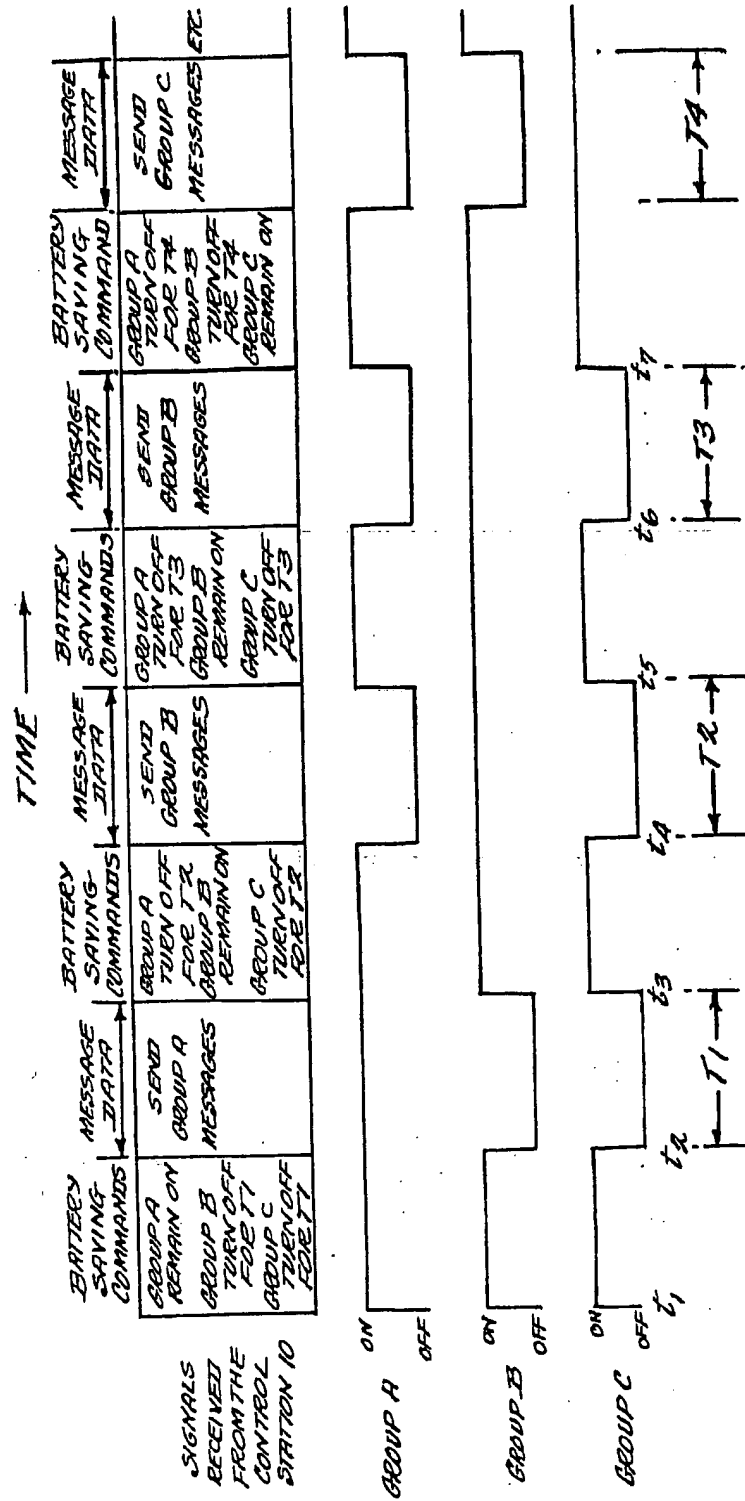 TIME
BATTERY
SAVING
COMMANDS
MESSAGE
DATA
BATTERY
SAVING-
COMMANDS
MESSAGE
DATA
BATTERY
SAVING-
COMMANDS
MESSAGE
DATA
BATTERY
SAVING
COMMAND
MESSAGE
DATA
SIGNALS
RECEIVED
FROM THE
CONTROL
STATION 10
GROUP A
REMAIN ON
GROUP B
TURN OFF
FOR T1
GROUP C
TURN OFF
FOR T1
SEND
GROUP A
MESSAGES
GROUP A
TURN OFF
FOR T2
GROUP B
REMAIN ON
GROUP C
TURN OFF
FOR T2
SEND
GROUP B
MESSAGES
GROUP A
TURN OFF
FOR T3
GROUP B
REMAIN ON
GROUP C
TURN OFF
FOR T3
SEND
GROUP B
MESSAGES
GROUP A
TURN OFF
FOR T4
GROUP B
TURN OFF
FOR T4
GROUP C
REMAIN ON
SEND
GROUP C
MESSAGES
ETC.
GROUP A
ON
OFF
GROUP B
ON
OFF
GROUP C
ON
OFF
t1
t2
t3
t4
t5
t6
t7
T1
T2
T3
T4